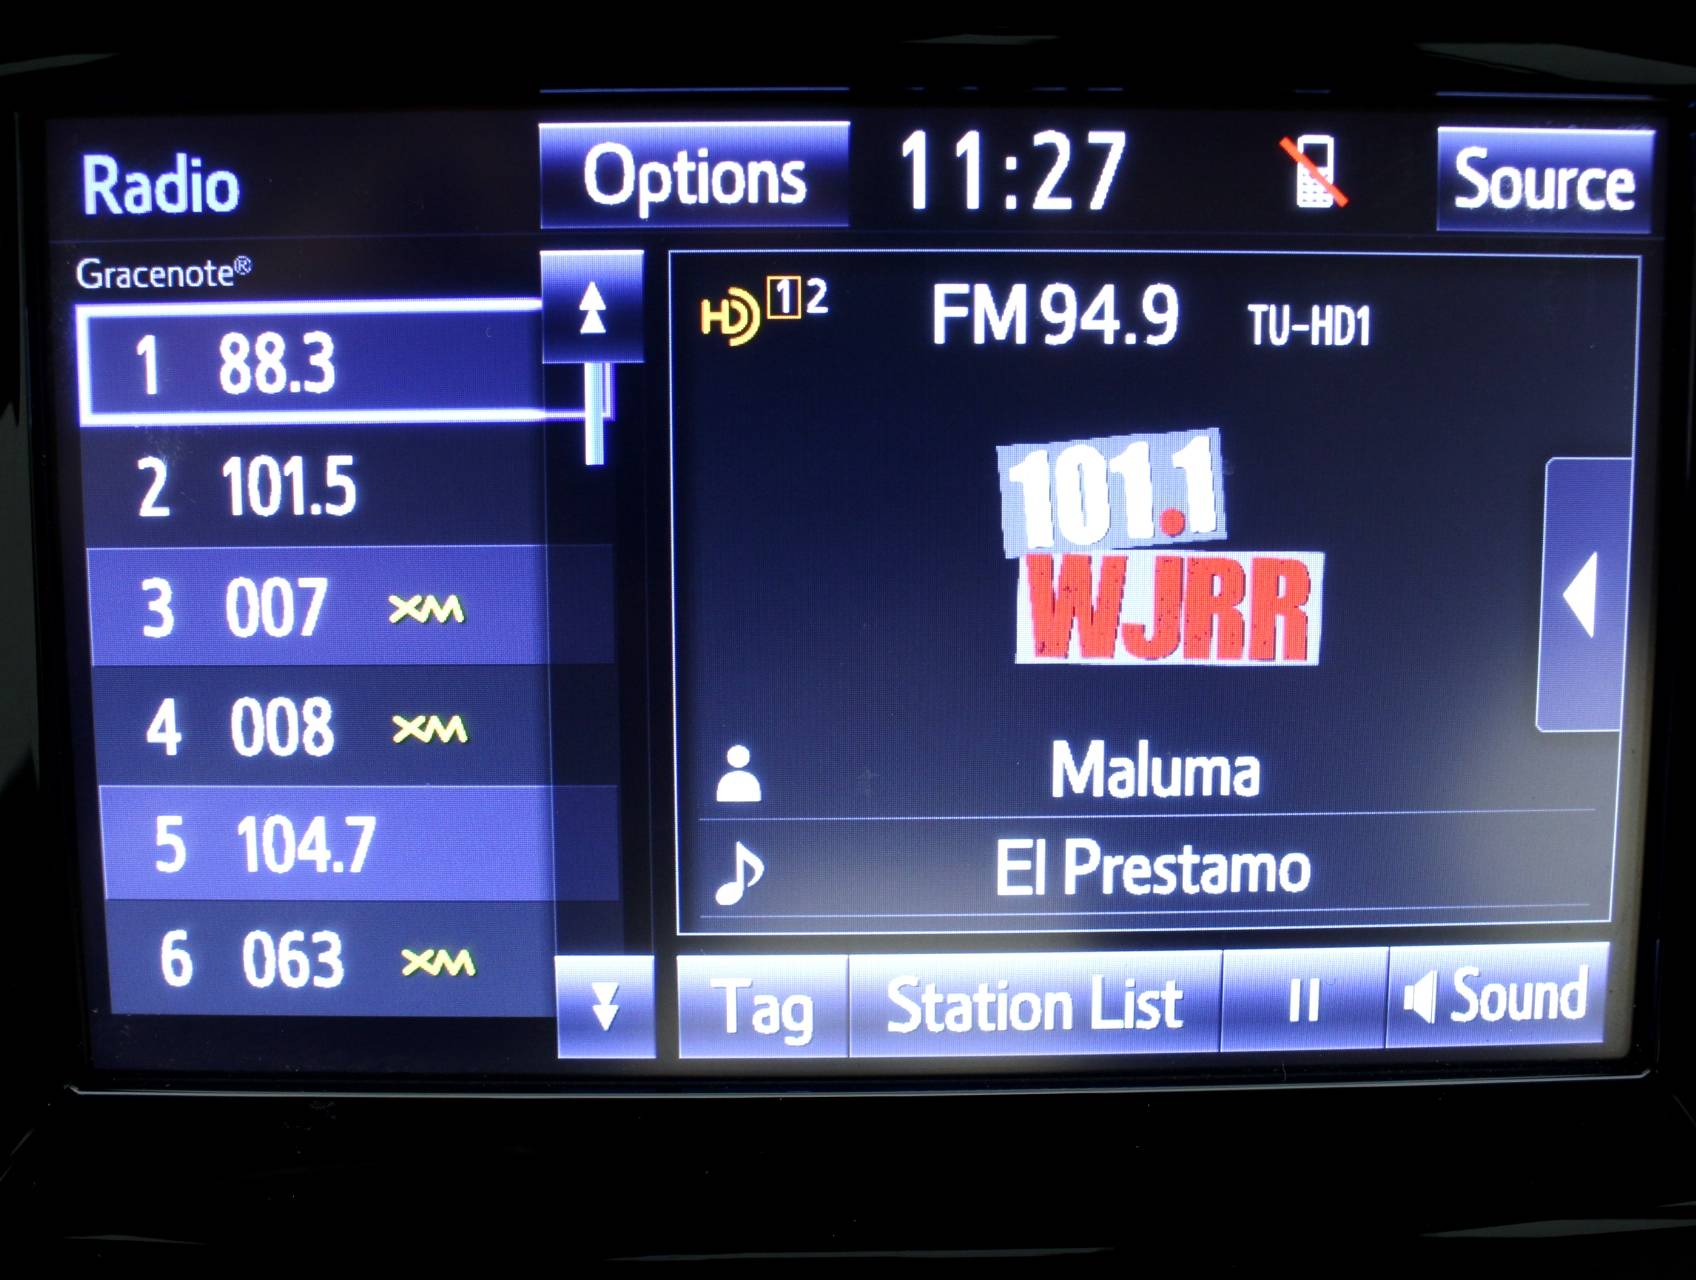 Radio
Options
11:27
Source
Gracenote®
1 88.3
2 101.5
3 007 XM
4 008 XM
5 104.7
6 063 XM
HD 1 2
FM 94.9 TU-HD1
101.1
WJRR
Maluma
El Prestamo
Tag
Station List
Sound